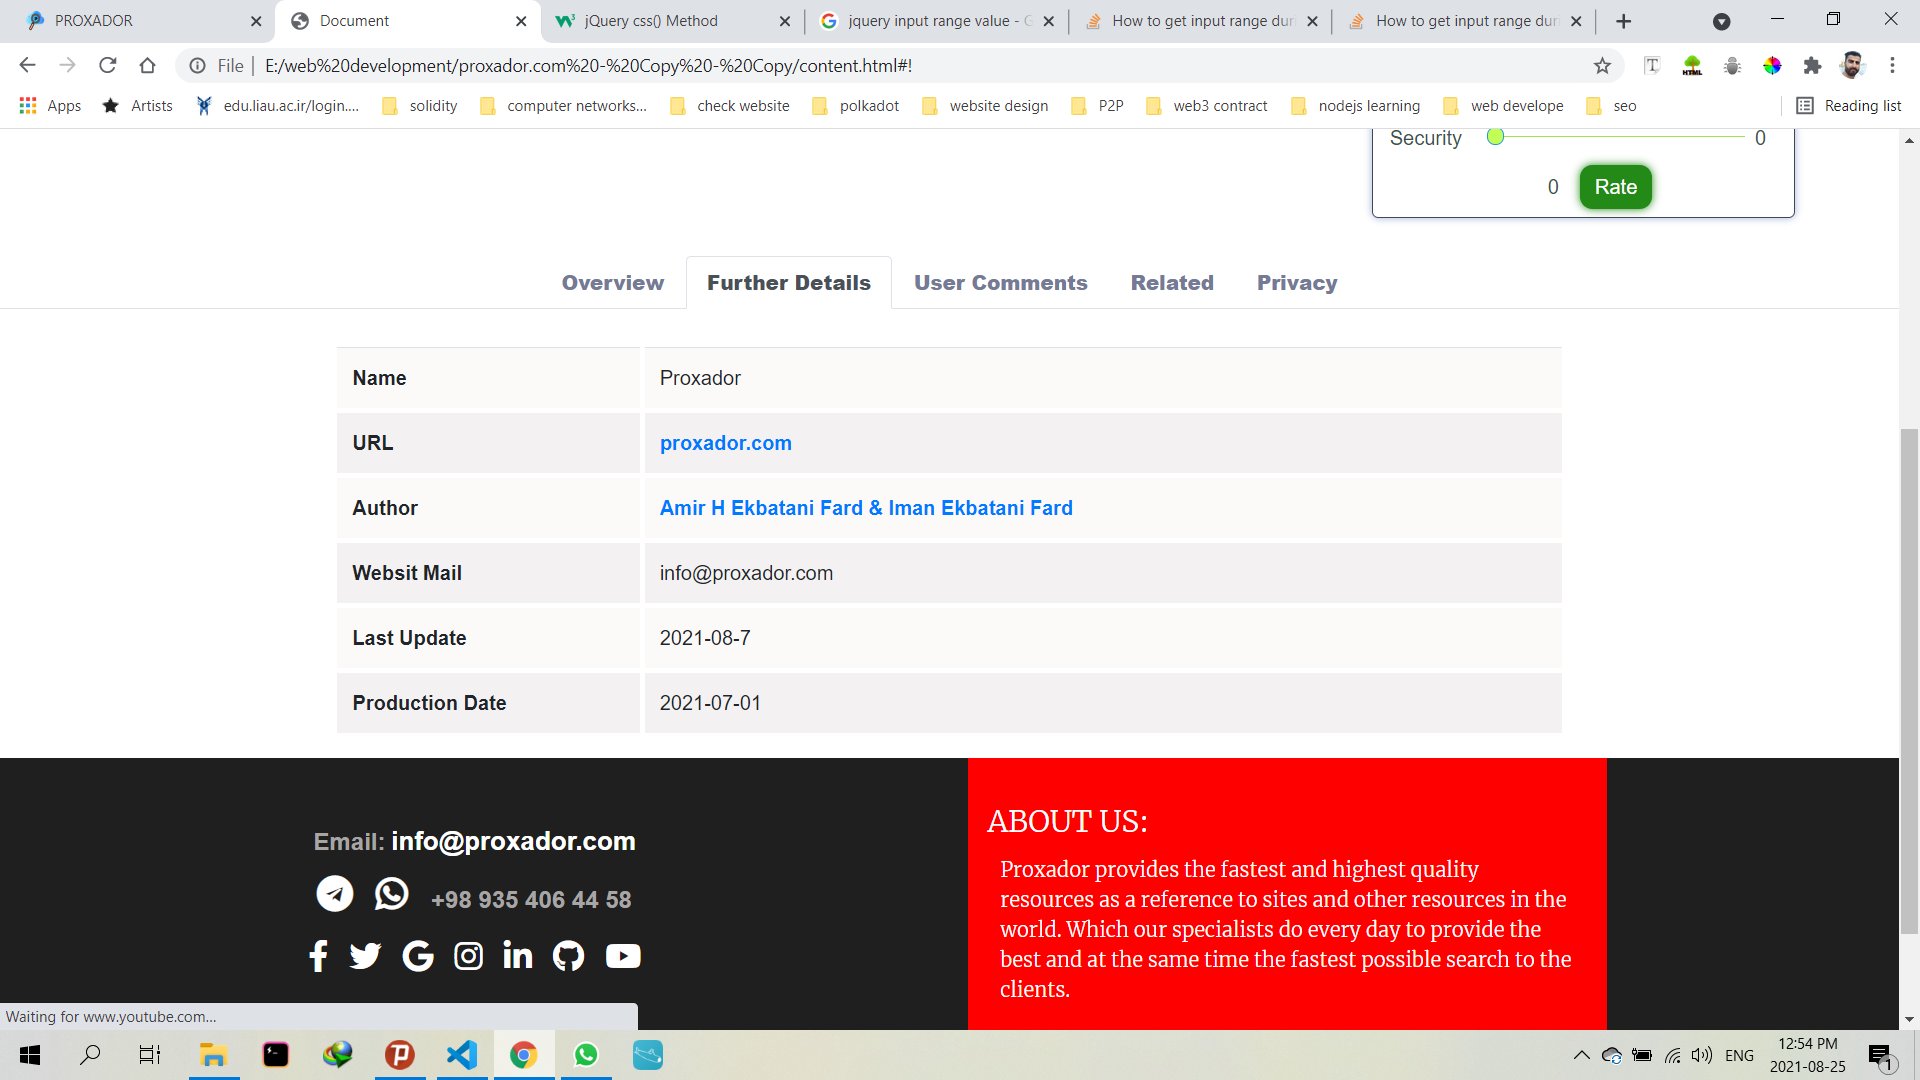 PROXADOR
Document
jQuery css() Method
jquery input range value - G
How to get input range dur
How to get input range dur
File
E:/web%20development/proxador.com%20-%20Copy%20-%20Copy/content.html#!
Apps
Artists
edu.liau.ac.ir/login....
solidity
computer networks...
check website
polkadot
website design
P2P
web3 contract
nodejs learning
web develope
seo
Reading list
Security 0
0 Rate
Overview Further Details User Comments Related Privacy
Name Proxador
URL proxador.com
Author Amir H Ekbatani Fard & Iman Ekbatani Fard
Websit Mail info@proxador.com
Last Update 2021-08-7
Production Date 2021-07-01
Email: info@proxador.com
+98 935 406 44 58
ABOUT US:
Proxador provides the fastest and highest quality
resources as a reference to sites and other resources in the
world. Which our specialists do every day to provide the
best and at the same time the fastest possible search to the
clients.
Waiting for www.youtube.com...
ENG
12:54 PM
2021-08-25
1